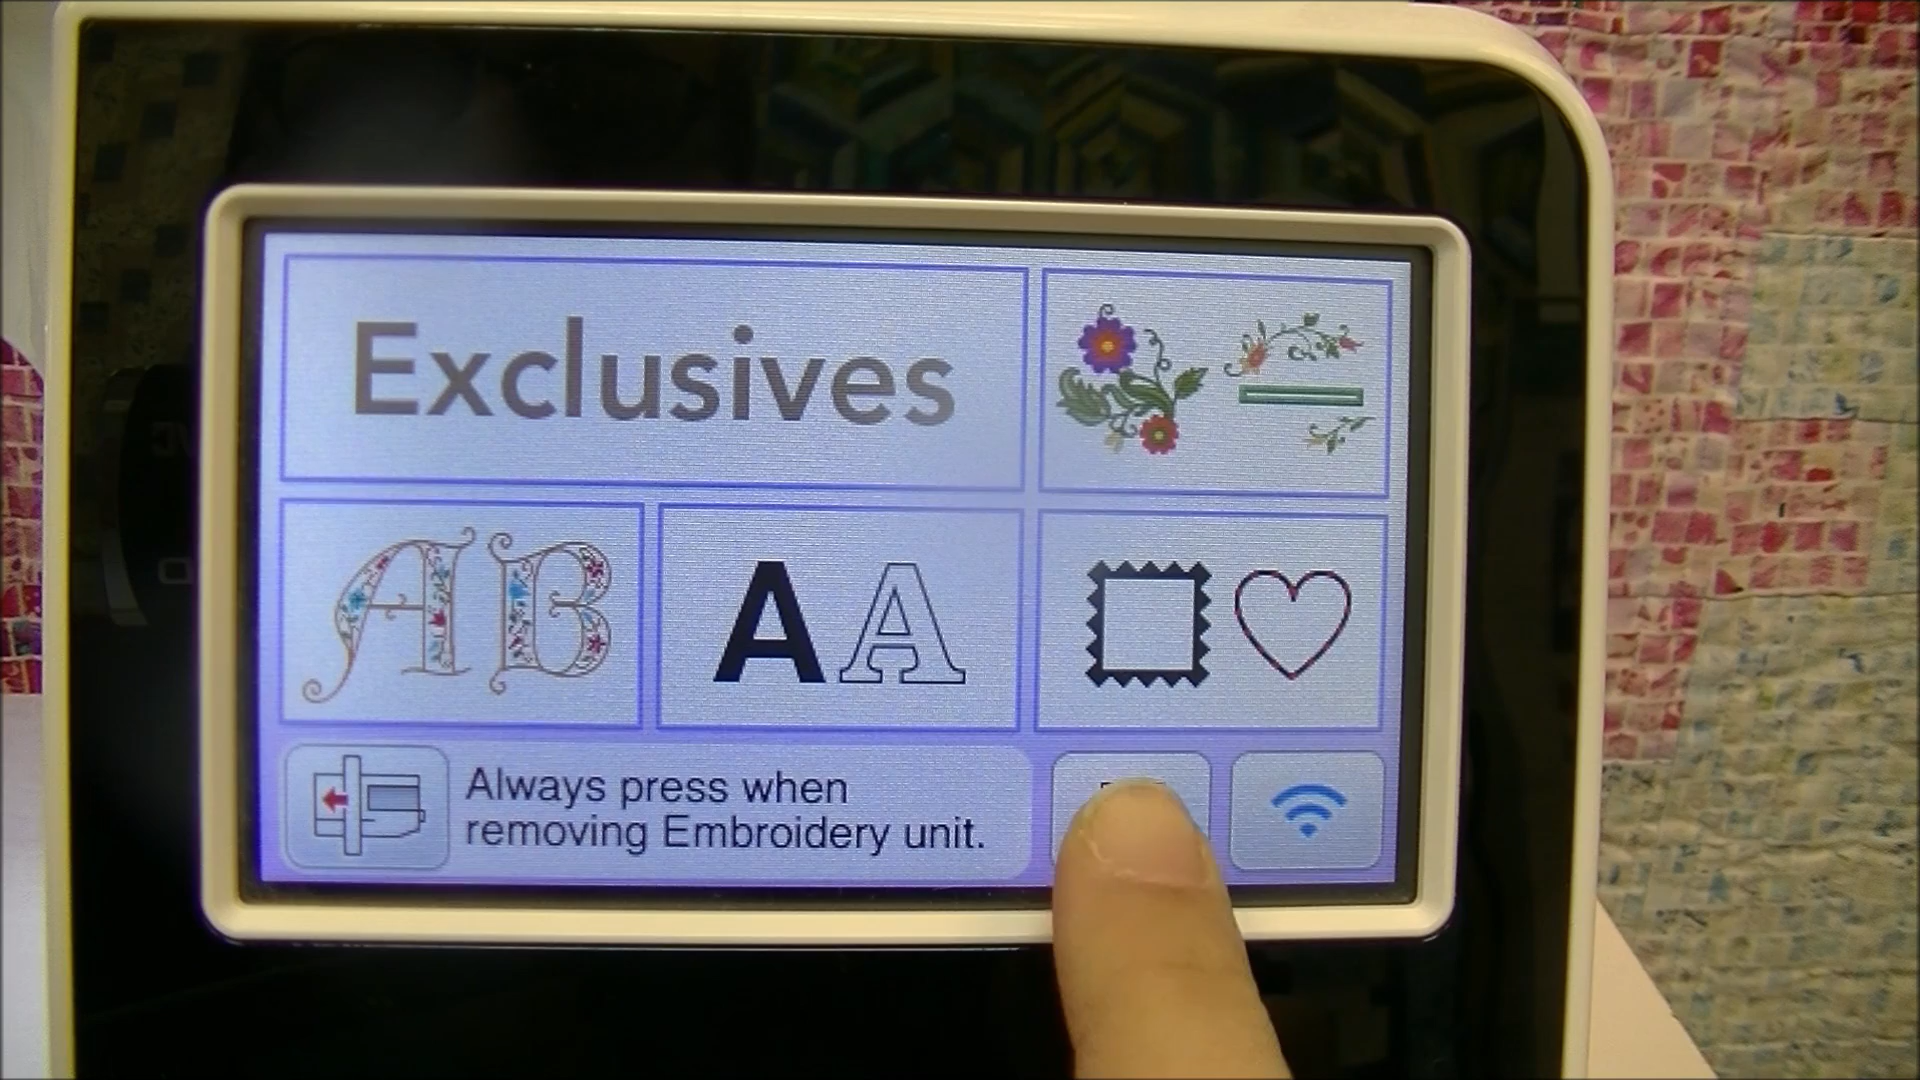 Exclusives
AB
AA
Always press when
removing Embroidery unit.